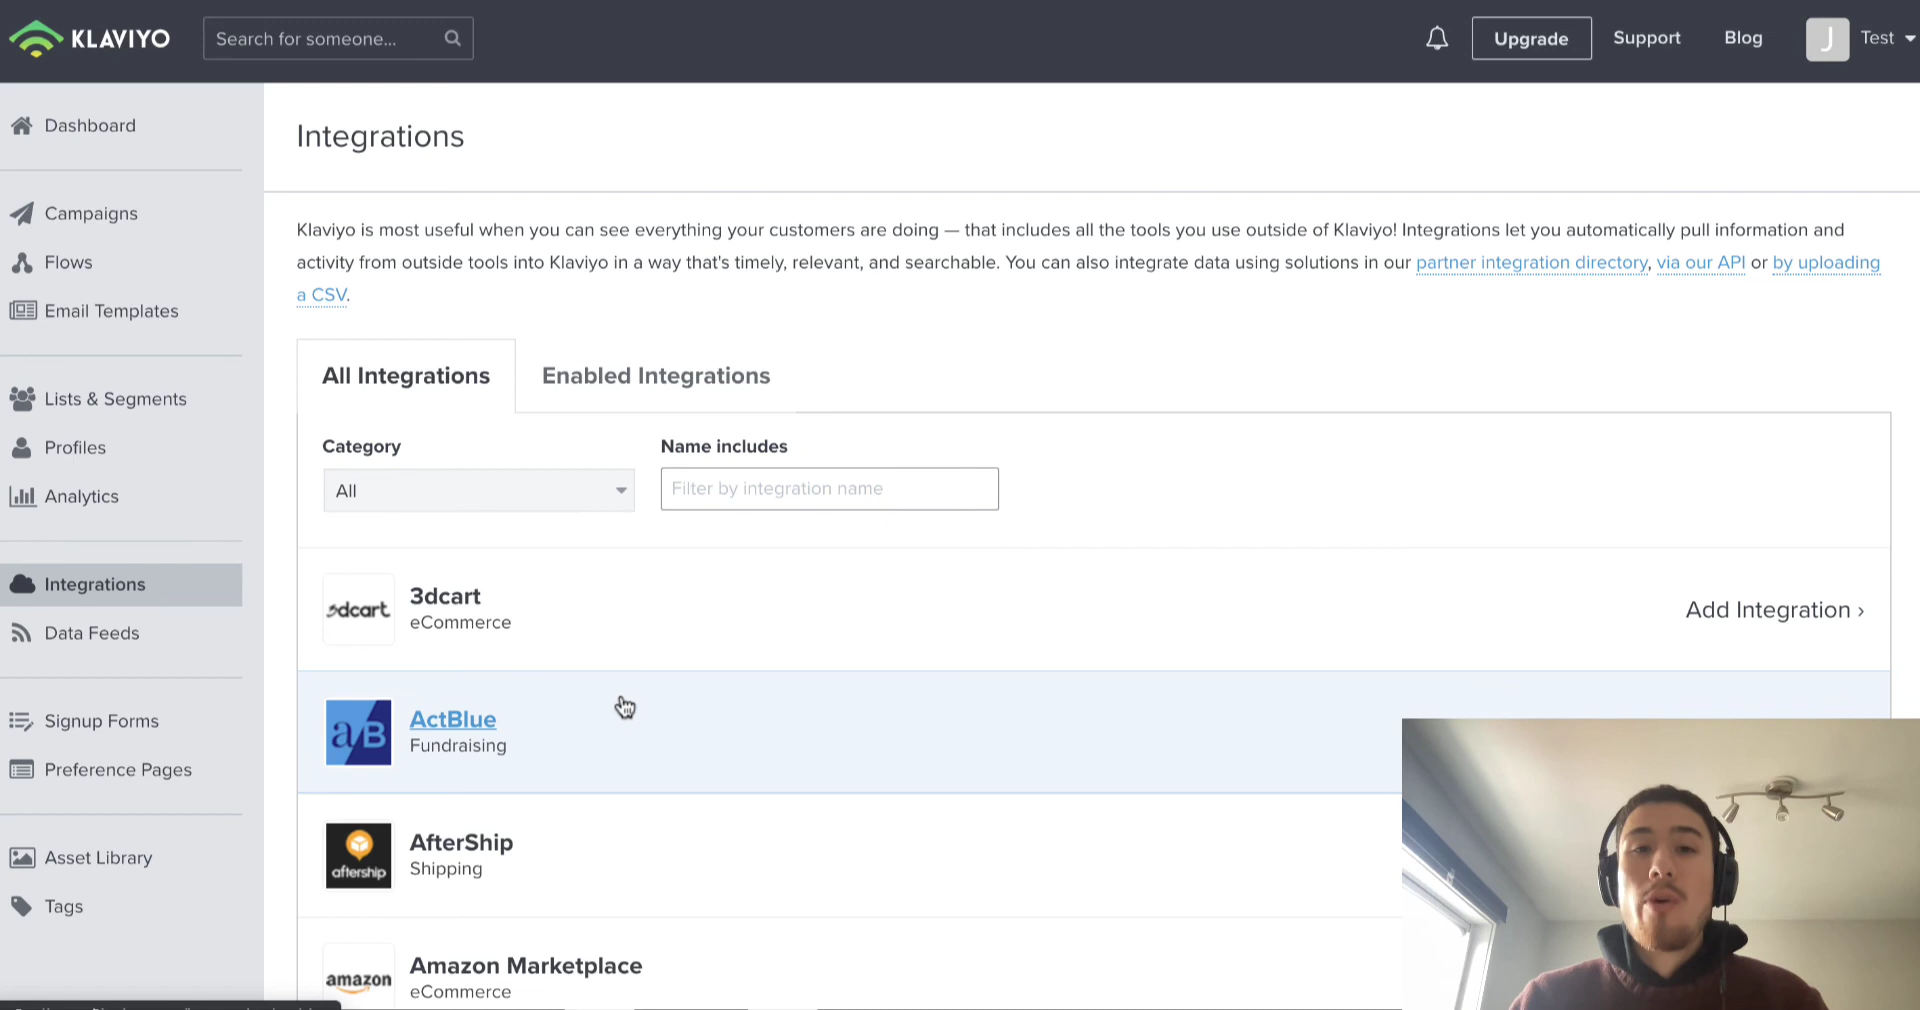 KLAVIYO
Search for someone...
Upgrade
Support
Blog
J
Test
Dashboard
Campaigns
Flows
Email Templates
Lists & Segments
Profiles
Analytics
Integrations
Data Feeds
Signup Forms
Preference Pages
Asset Library
Tags
Integrations
Klaviyo is most useful when you can see everything your customers are doing — that includes all the tools you use outside of Klaviyo! Integrations let you automatically pull information and
activity from outside tools into Klaviyo in a way that's timely, relevant, and searchable. You can also integrate data using solutions in our partner integration directory, via our API or by uploading
a CSV.
All Integrations
Enabled Integrations
Category
Name includes
All
Filter by integration name
3dcart
3dcart
eCommerce
Add Integration ›
aB
ActBlue
Fundraising
aftership
AfterShip
Shipping
amazon
Amazon Marketplace
eCommerce